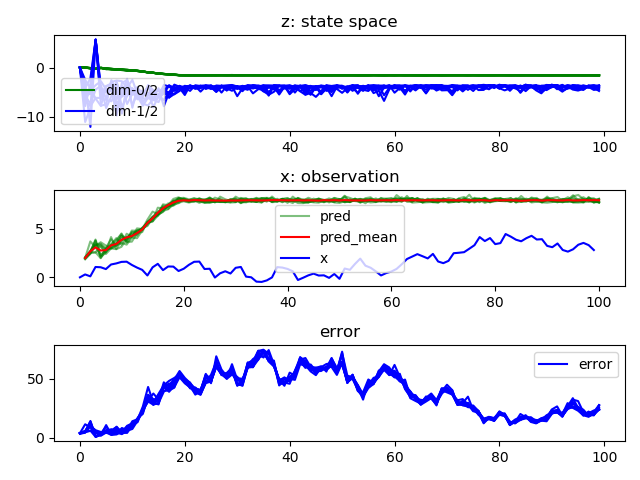 z: state space
0
−10
dim-0/2
dim-1/2
0 20 40 60 80 100
x: observation
5
0
pred
pred_mean
x
0 20 40 60 80 100
error
50
0
error
0 20 40 60 80 100